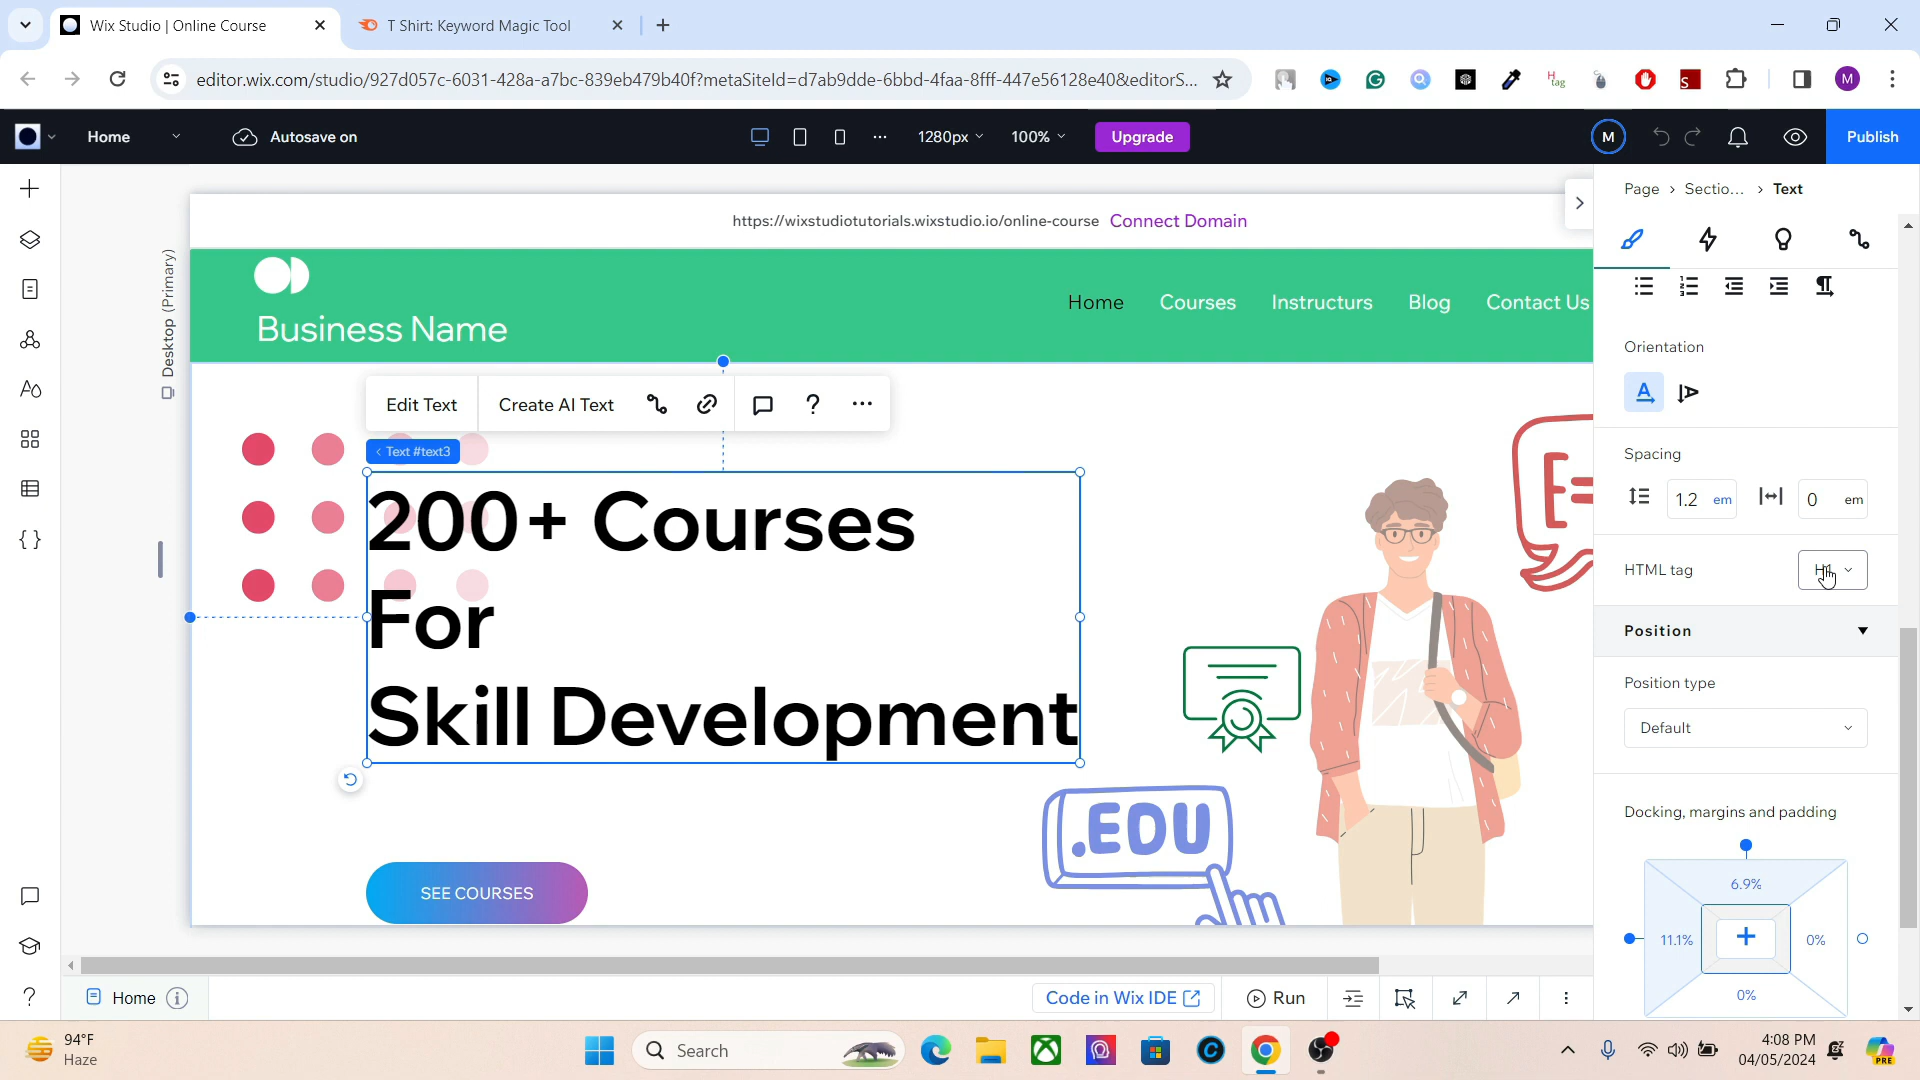 Wix Studio | Online Course
T Shirt: Keyword Magic Tool
editor.wix.com/studio/927d057c-6031-428a-a7bc-839eb479b40f?metaSiteId=d7ab9dde-6bbd-4faa-8fff-447e56128e40&editorS...
H tag
S
M
Home
Autosave on
1280px
100%
Upgrade
M
Publish
Page > Sectio... > Text
https://wixstudiotutorials.wixstudio.io/online-course Connect Domain
Desktop (Primary)
Business Name
Home Courses Instructurs Blog Contact Us
Orientation
Edit Text
Create AI Text
< Text #text3
200+ Courses
For
Skill Development
E=
Spacing
1.2 em
0 em
HTML tag
H1
Position
Position type
Default
Docking, margins and padding
.EDU
SEE COURSES
6.9%
11.1%
0%
0%
Home
Code in Wix IDE
Run
94°F
Haze
Search
4:08 PM
04/05/2024
PRE